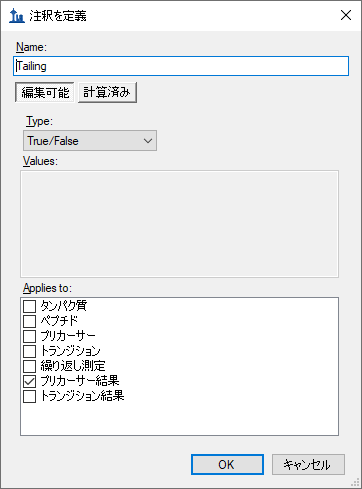 注釈を定義
Name:
Tailing
編集可能
計算済み
Type:
True/False
Values:
Applies to:
タンパク質
ペプチド
プリカーサー
トランジション
繰り返し測定
プリカーサー結果
トランジション結果
OK
キャンセル